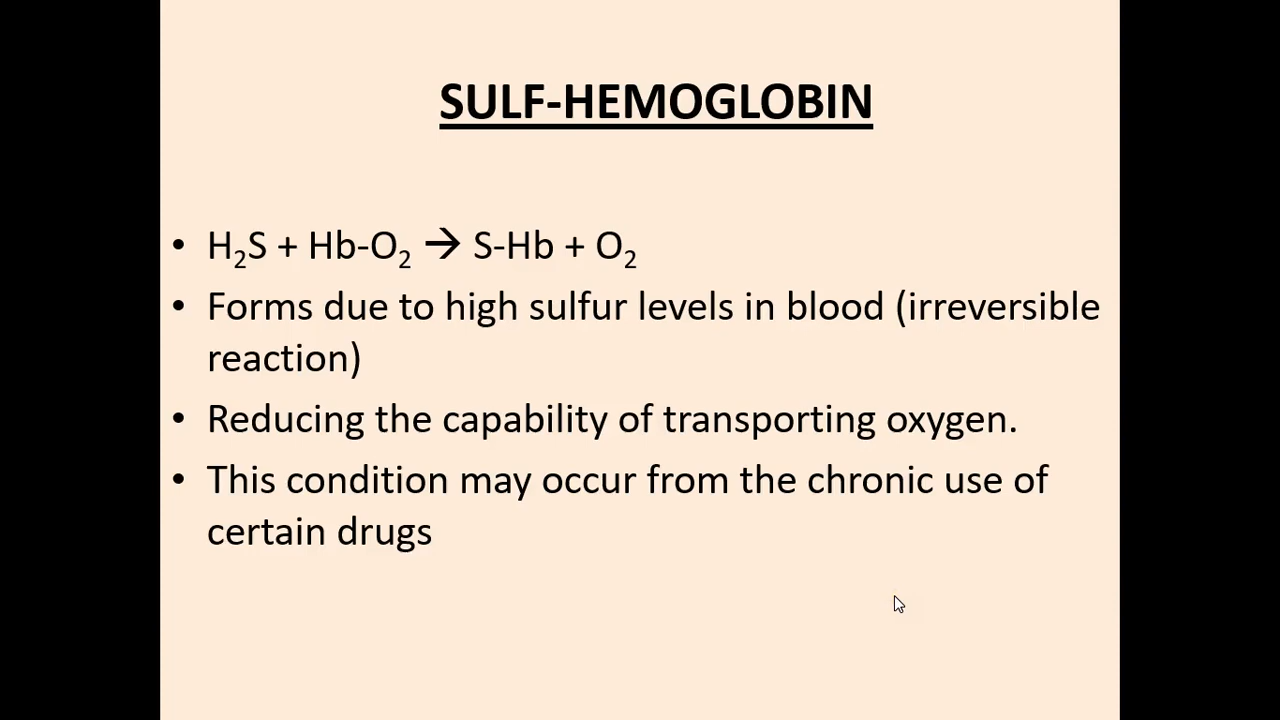 SULF-HEMOGLOBIN
• H₂S + Hb-O₂ → S-Hb + O₂
• Forms due to high sulfur levels in blood (irreversible
reaction)
• Reducing the capability of transporting oxygen.
• This condition may occur from the chronic use of
certain drugs